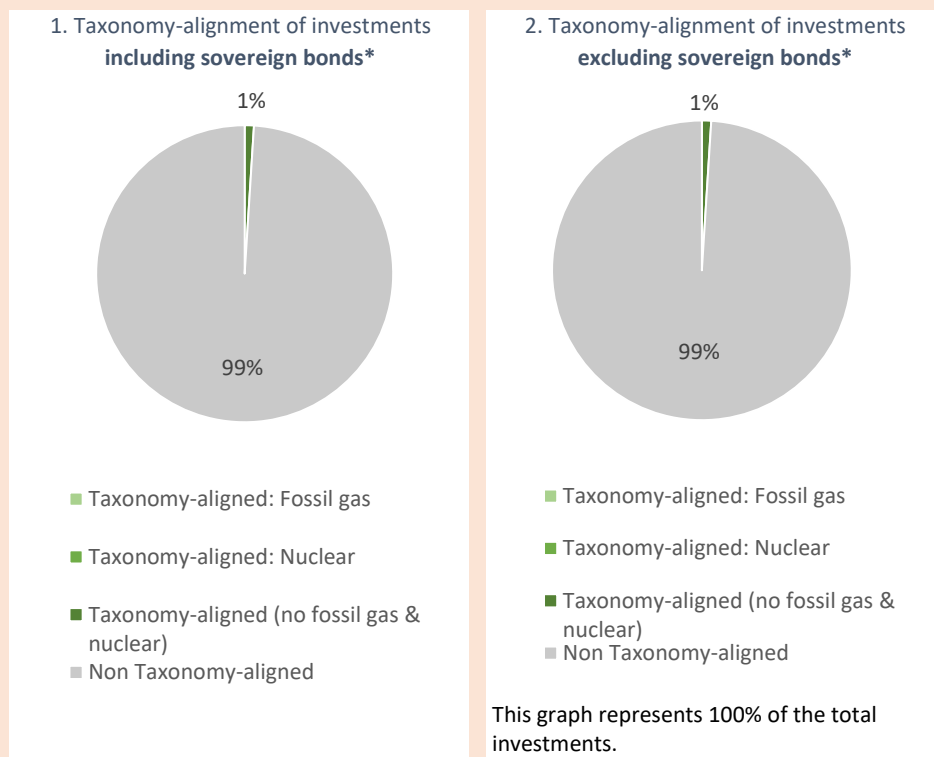 1. Taxonomy-alignment of investments
including sovereign bonds*
1%
99%
Taxonomy-aligned: Fossil gas
Taxonomy-aligned: Nuclear
Taxonomy-aligned (no fossil gas &
nuclear)
Non Taxonomy-aligned
2. Taxonomy-alignment of investments
excluding sovereign bonds*
1%
99%
Taxonomy-aligned: Fossil gas
Taxonomy-aligned: Nuclear
Taxonomy-aligned (no fossil gas &
nuclear)
Non Taxonomy-aligned
This graph represents 100% of the total
investments.